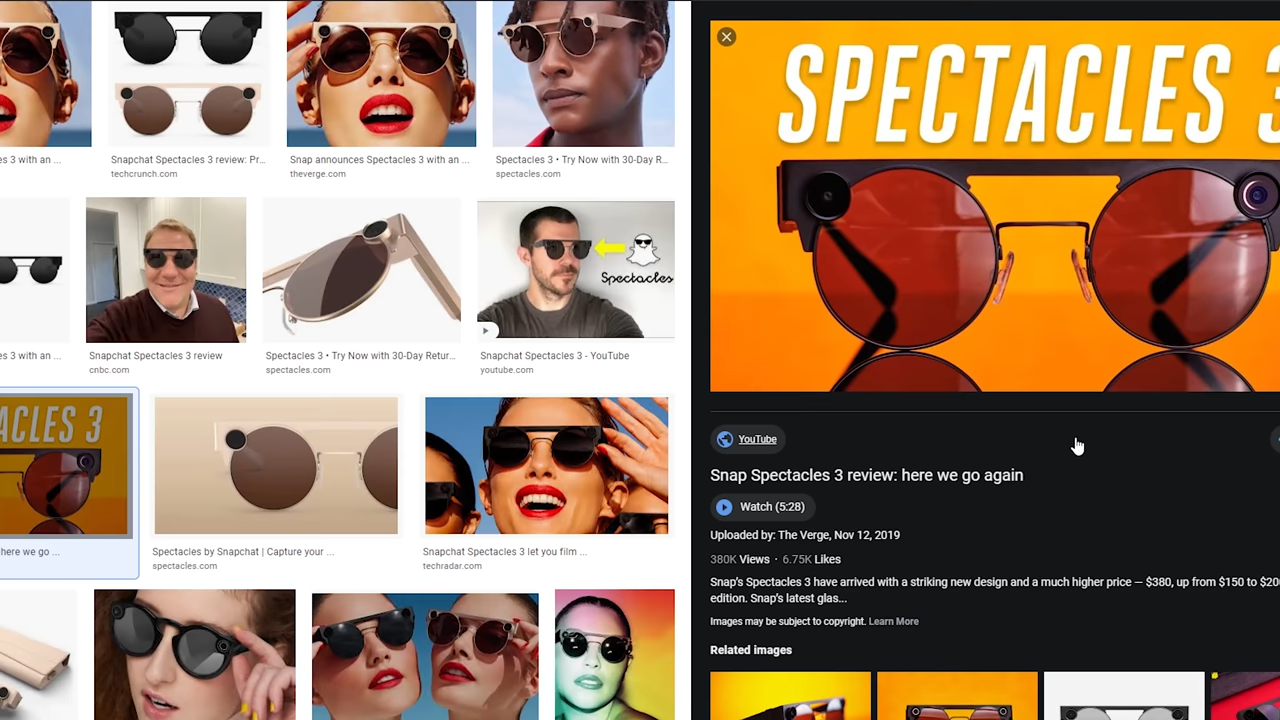 es 3 with an ...
Snapchat Spectacles 3 review: Pr...
techcrunch.com
Snap announces Spectacles 3 with an ...
theverge.com
Spectacles 3 • Try Now with 30-Day R...
spectacles.com
Spectacles
es 3 with an ...
Snapchat Spectacles 3 review
cnbc.com
Spectacles 3 • Try Now with 30-Day Retur...
spectacles.com
Snapchat Spectacles 3 - YouTube
youtube.com
ACLES 3
here we go ...
Spectacles by Snapchat | Capture your ...
spectacles.com
Snapchat Spectacles 3 let you film ...
techradar.com
SPECTACLES 3
YouTube
Snap Spectacles 3 review: here we go again
Watch (5:28)
Uploaded by: The Verge, Nov 12, 2019
380K Views · 6.75K Likes
Snap's Spectacles 3 have arrived with a striking new design and a much higher price — $380, up from $150 to $20
edition. Snap's latest glas...
Images may be subject to copyright. Learn More
Related images